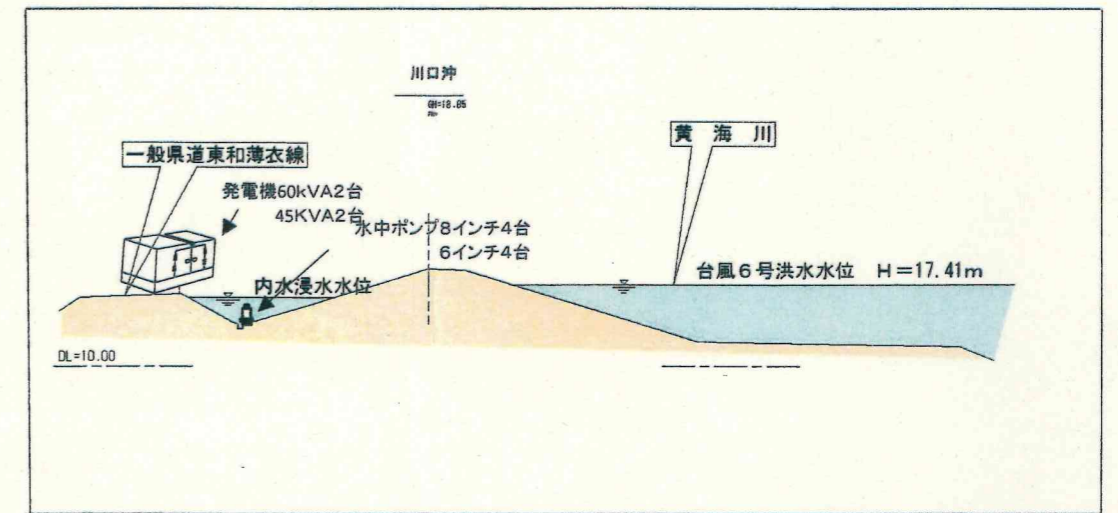 川口沖
GH=18.85
黄 海 川
一般県道東和薄衣線
発電機60kVA2台
45KVA2台
水中ポンプ8インチ4台
6インチ4台
台風6号洪水水位 H=17.41m
内水浸水水位
DL=10.00